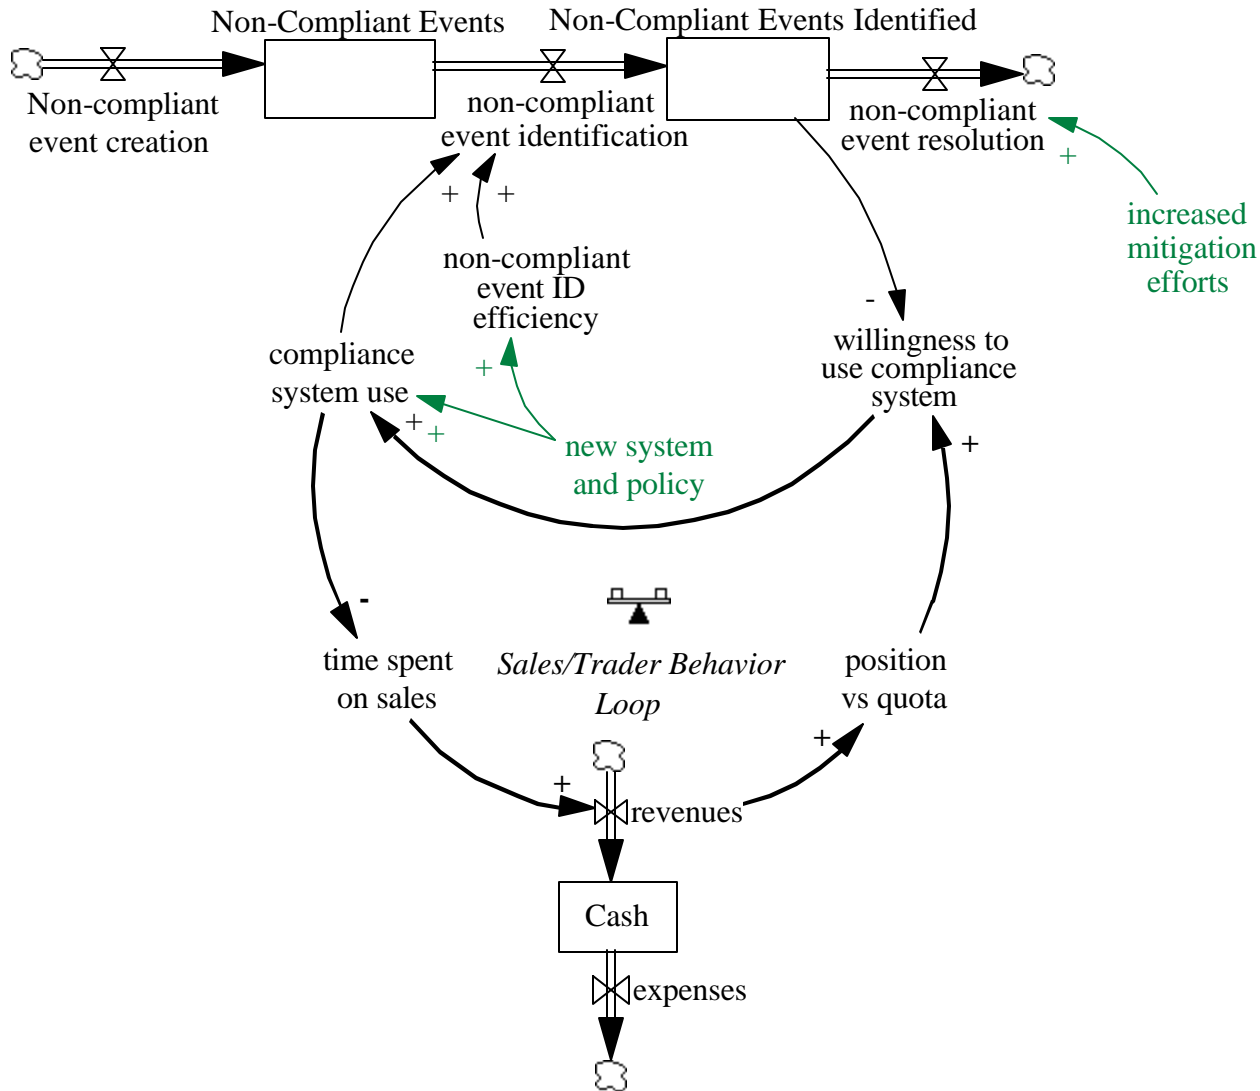 Non-Compliant Events
Non-Compliant Events Identified
Non-compliant
event creation
non-compliant
event identification
non-compliant
event resolution
+
+
+
increased
mitigation
efforts
non-compliant
event ID
efficiency
-
compliance
system use
+
willingness to
use compliance
system
+
+
+
new system
and policy
-
time spent
on sales
Sales/Trader Behavior
Loop
position
vs quota
+
+
revenues
Cash
expenses